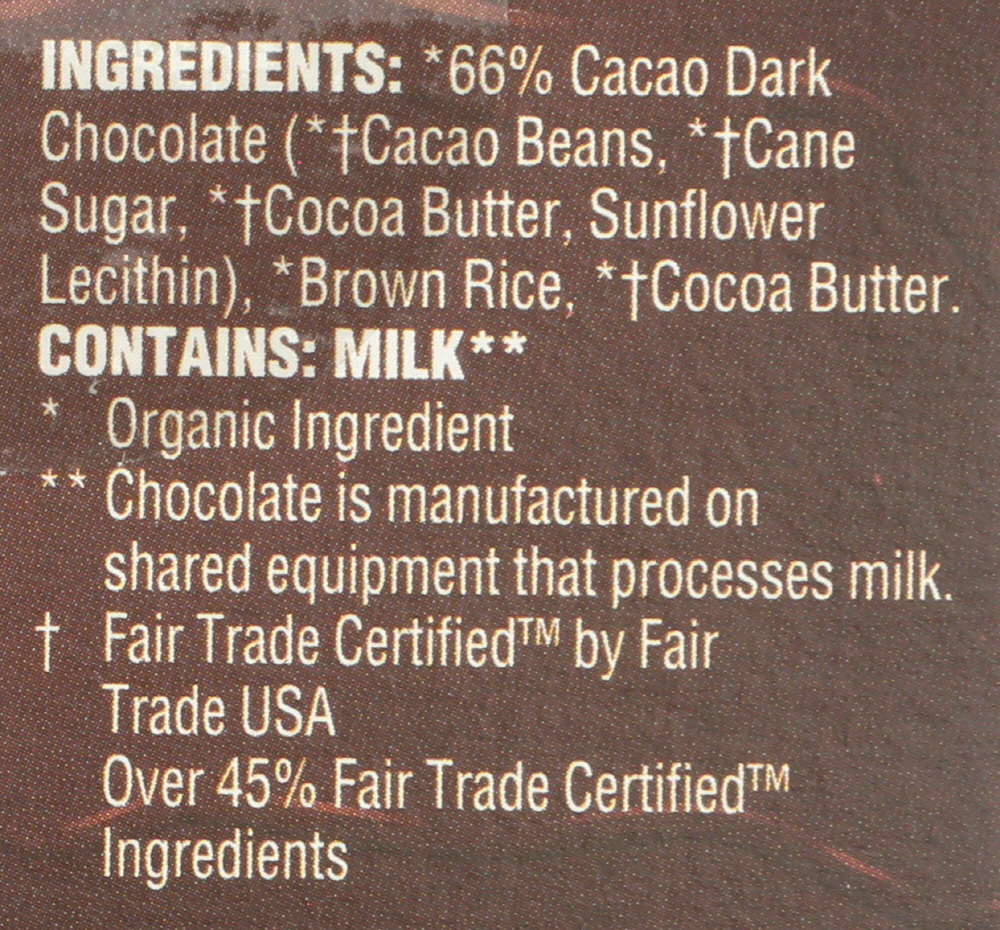 INGREDIENTS: *66% Cacao Dark
Chocolate (*†Cacao Beans, *†Cane
Sugar, *†Cocoa Butter, Sunflower
Lecithin), *Brown Rice, *†Cocoa Butter.
CONTAINS: MILK**
* Organic Ingredient
** Chocolate is manufactured on
shared equipment that processes milk.
† Fair Trade Certified™ by Fair
Trade USA
Over 45% Fair Trade Certified™
Ingredients